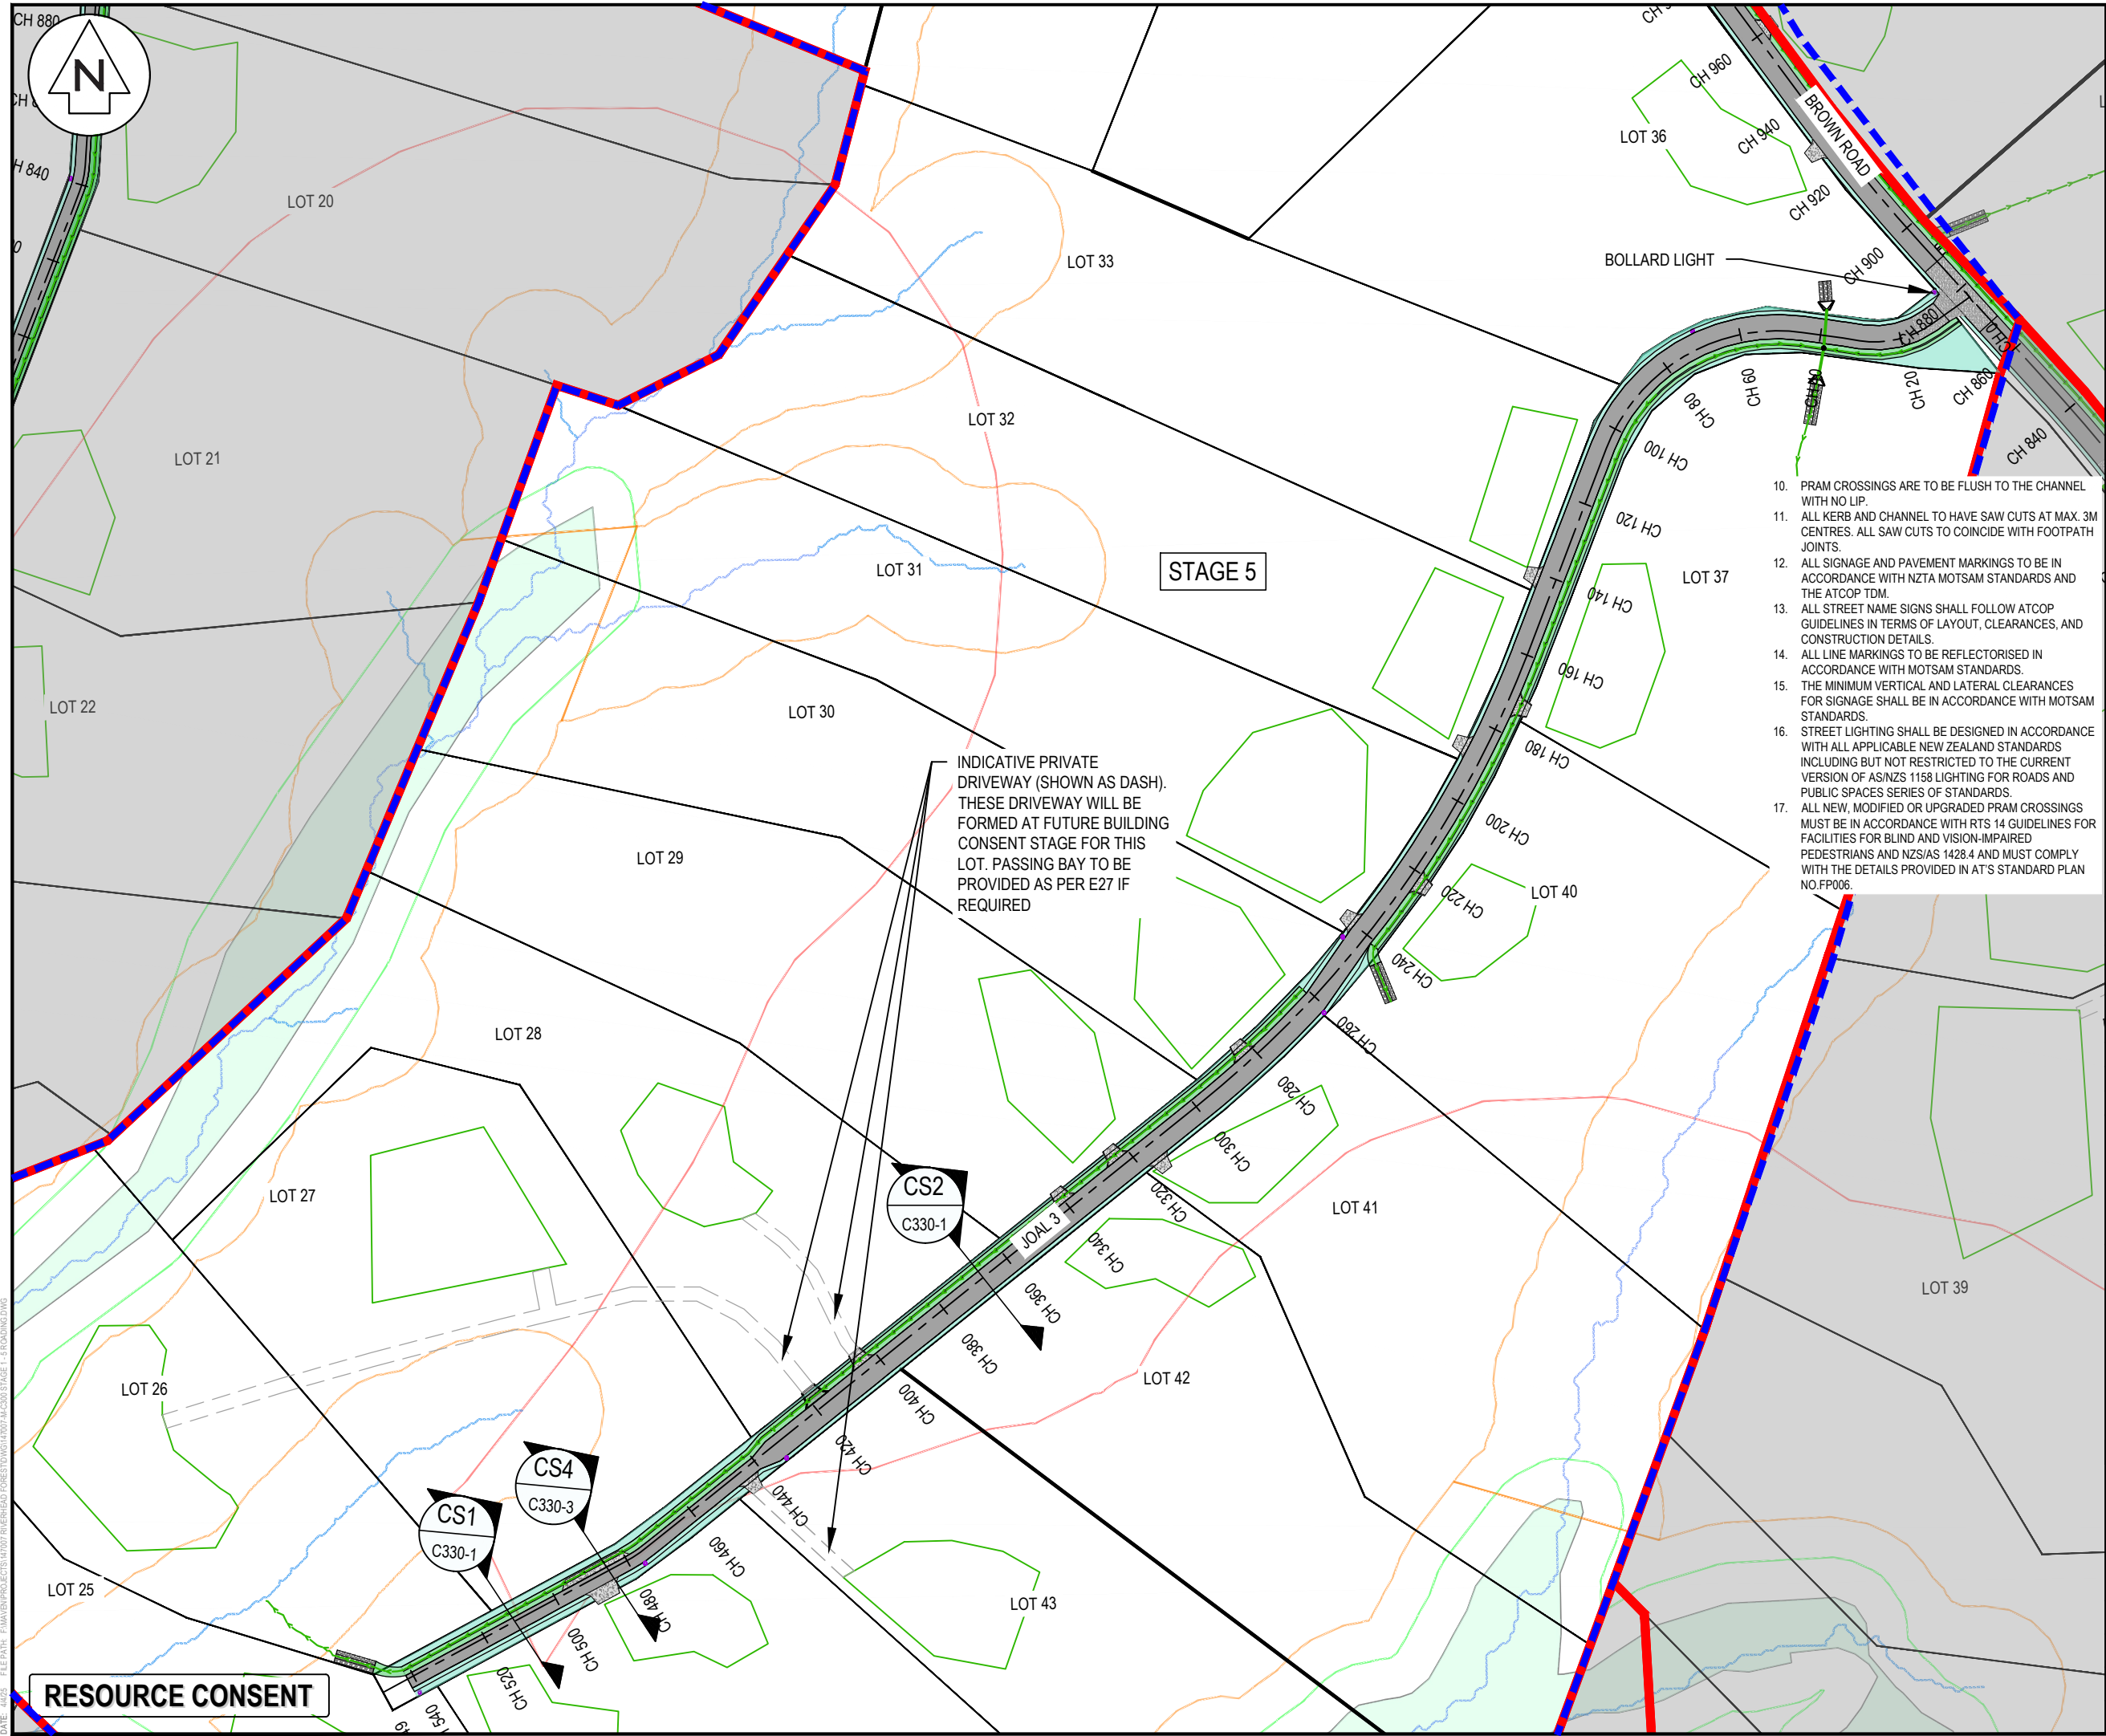 CH 880
N
H 840
LOT 20
LOT 21
LOT 22
LOT 33
LOT 32
LOT 31
LOT 30
LOT 29
LOT 28
LOT 27
LOT 26
LOT 25
LOT 36
LOT 37
LOT 40
LOT 41
LOT 42
LOT 43
LOT 39
STAGE 5
BROWN ROAD
BOLLARD LIGHT
CH 960
CH 940
CH 920
CH 900
CH 880
CH 860
CH 840
CH 20
CH 60
CH 80
CH 100
CH 120
CH 140
CH 160
CH 180
CH 200
CH 220
CH 240
CH 260
CH 280
CH 300
CH 320
CH 340
CH 360
CH 380
CH 400
CH 420
CH 440
CH 460
CH 480
CH 500
CH 520
540
JOAL 3
INDICATIVE PRIVATE
DRIVEWAY (SHOWN AS DASH).
THESE DRIVEWAY WILL BE
FORMED AT FUTURE BUILDING
CONSENT STAGE FOR THIS
LOT. PASSING BAY TO BE
PROVIDED AS PER E27 IF
REQUIRED
CS2
C330-1
CS4
C330-3
CS1
C330-1
10. PRAM CROSSINGS ARE TO BE FLUSH TO THE CHANNEL
WITH NO LIP.
11. ALL KERB AND CHANNEL TO HAVE SAW CUTS AT MAX. 3M
CENTRES. ALL SAW CUTS TO COINCIDE WITH FOOTPATH
JOINTS.
12. ALL SIGNAGE AND PAVEMENT MARKINGS TO BE IN
ACCORDANCE WITH NZTA MOTSAM STANDARDS AND
THE ATCOP TDM.
13. ALL STREET NAME SIGNS SHALL FOLLOW ATCOP
GUIDELINES IN TERMS OF LAYOUT, CLEARANCES, AND
CONSTRUCTION DETAILS.
14. ALL LINE MARKINGS TO BE REFLECTORISED IN
ACCORDANCE WITH MOTSAM STANDARDS.
15. THE MINIMUM VERTICAL AND LATERAL CLEARANCES
FOR SIGNAGE SHALL BE IN ACCORDANCE WITH MOTSAM
STANDARDS.
16. STREET LIGHTING SHALL BE DESIGNED IN ACCORDANCE
WITH ALL APPLICABLE NEW ZEALAND STANDARDS
INCLUDING BUT NOT RESTRICTED TO THE CURRENT
VERSION OF AS/NZS 1158 LIGHTING FOR ROADS AND
PUBLIC SPACES SERIES OF STANDARDS.
17. ALL NEW, MODIFIED OR UPGRADED PRAM CROSSINGS
MUST BE IN ACCORDANCE WITH RTS 14 GUIDELINES FOR
FACILITIES FOR BLIND AND VISION-IMPAIRED
PEDESTRIANS AND NZS/AS 1428.4 AND MUST COMPLY
WITH THE DETAILS PROVIDED IN AT'S STANDARD PLAN
NO.FP006.
RESOURCE CONSENT